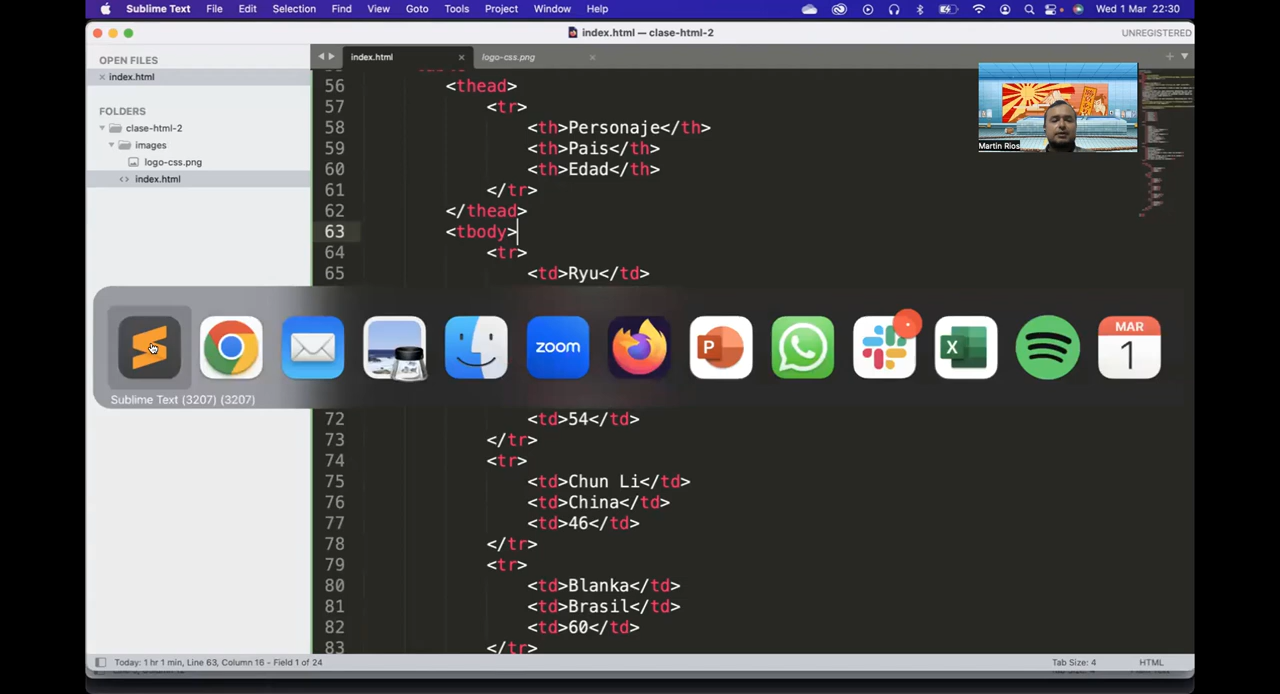 Sublime Text File Edit Selection Find View Goto Tools Project Window Help Wed 1 Mar 22:30
index.html — clase-html-2 UNREGISTERED
OPEN FILES
index.html
FOLDERS
clase-html-2
images
logo-css.png
index.html
index.html logo-css.png
56 <thead>
57 <tr>
58 <th>Personaje</th>
59 <th>Pais</th>
60 <th>Edad</th>
61 </tr>
62 </thead>
63 <tbody>
64 <tr>
65 <td>Ryu</td>
Martin Rios
zoom P X MAR
1
Sublime Text (3207) (3207)
72 <td>54</td>
73 </tr>
74 <tr>
75 <td>Chun Li</td>
76 <td>China</td>
77 <td>46</td>
78 </tr>
79 <tr>
80 <td>Blanka</td>
81 <td>Brasil</td>
82 <td>60</td>
83 </tr>
Today: 1 hr 1 min, Line 63, Column 16 - Field 1 of 24 Tab Size: 4 HTML